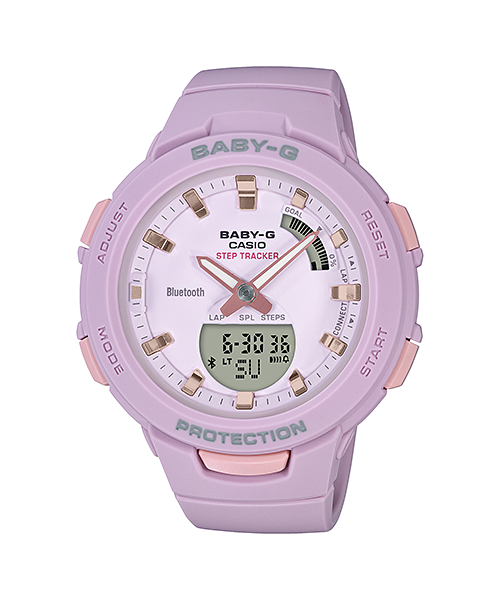 BABY-G
ADJUST
RESET
GOAL
BABY-G
CASIO
STEP TRACKER
%0
LAP
CONNECT
Bluetooth
LAP SPL STEPS
6-30 36
LT SU
MODE
START
PROTECTION